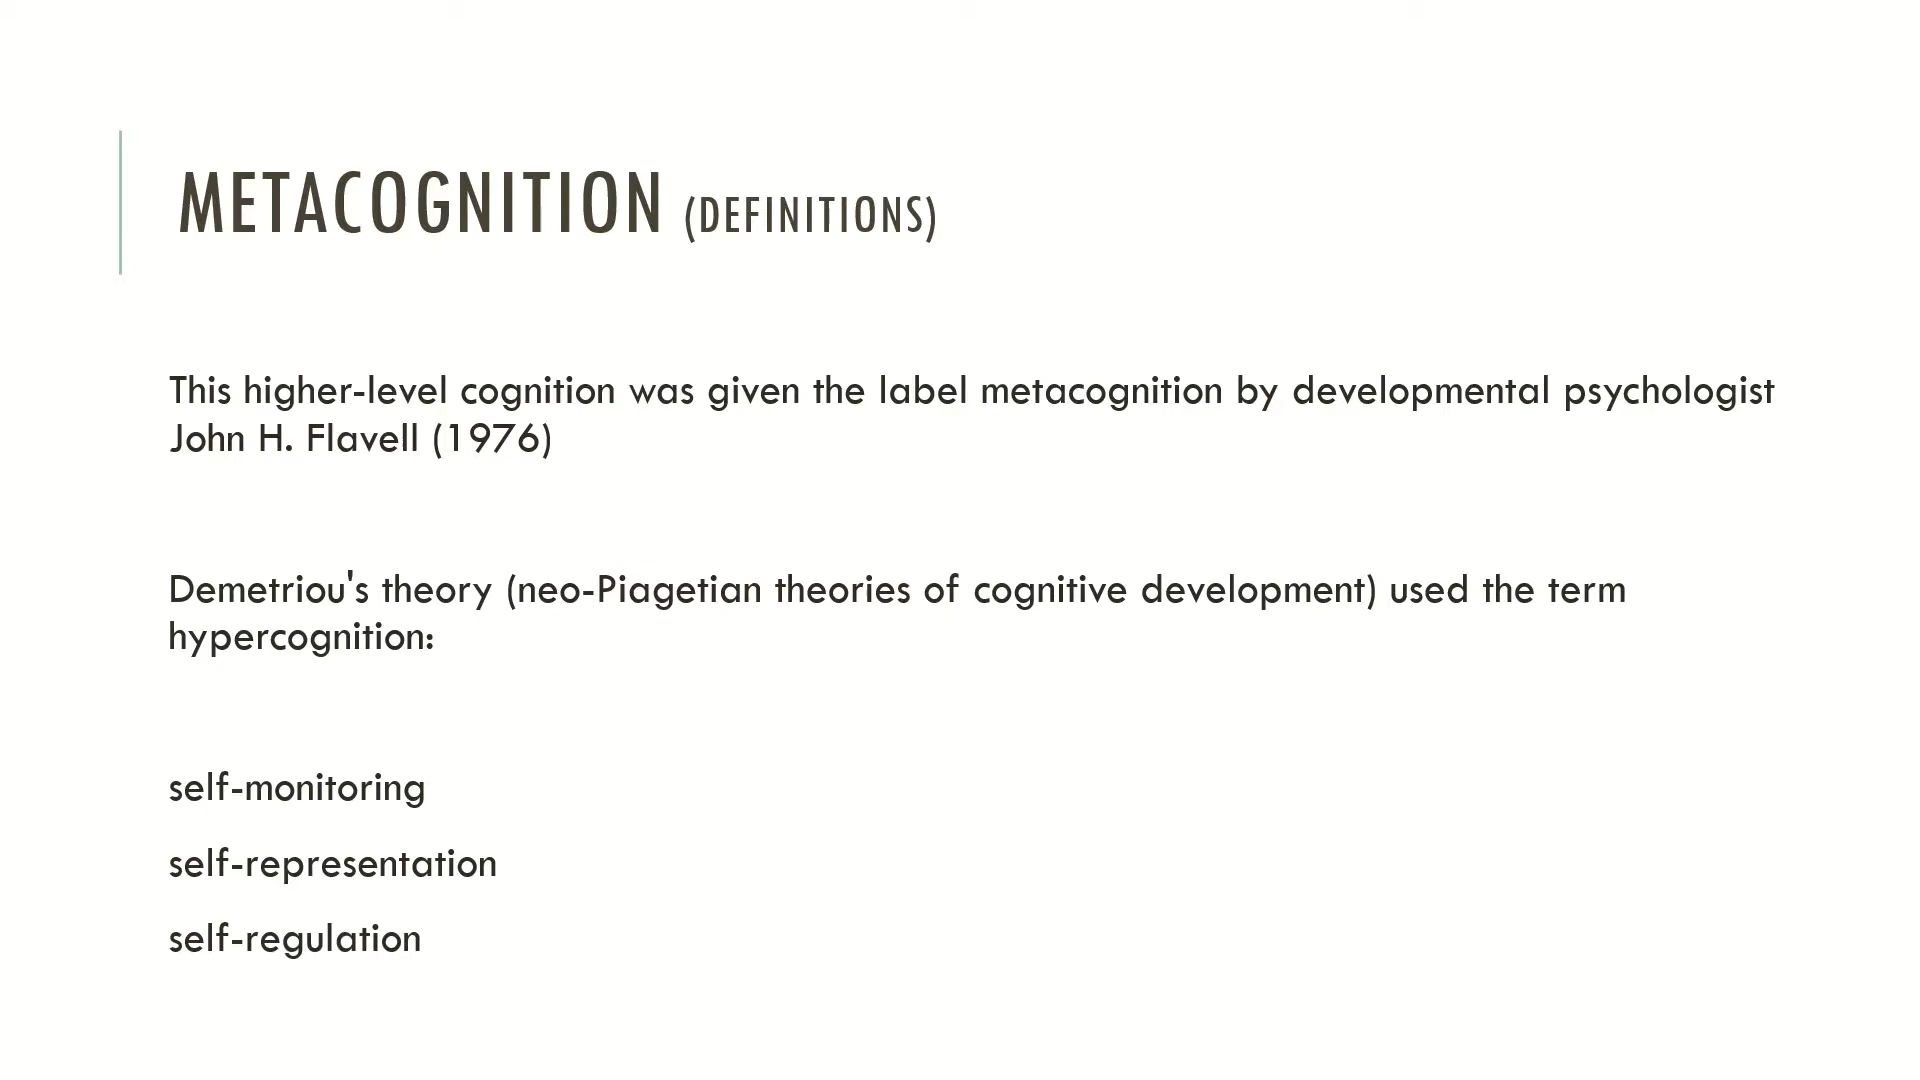 METACOGNITION (DEFINITIONS)
This higher-level cognition was given the label metacognition by developmental psychologist
John H. Flavell (1976)
Demetriou's theory (neo-Piagetian theories of cognitive development) used the term
hypercognition:
self-monitoring
self-representation
self-regulation